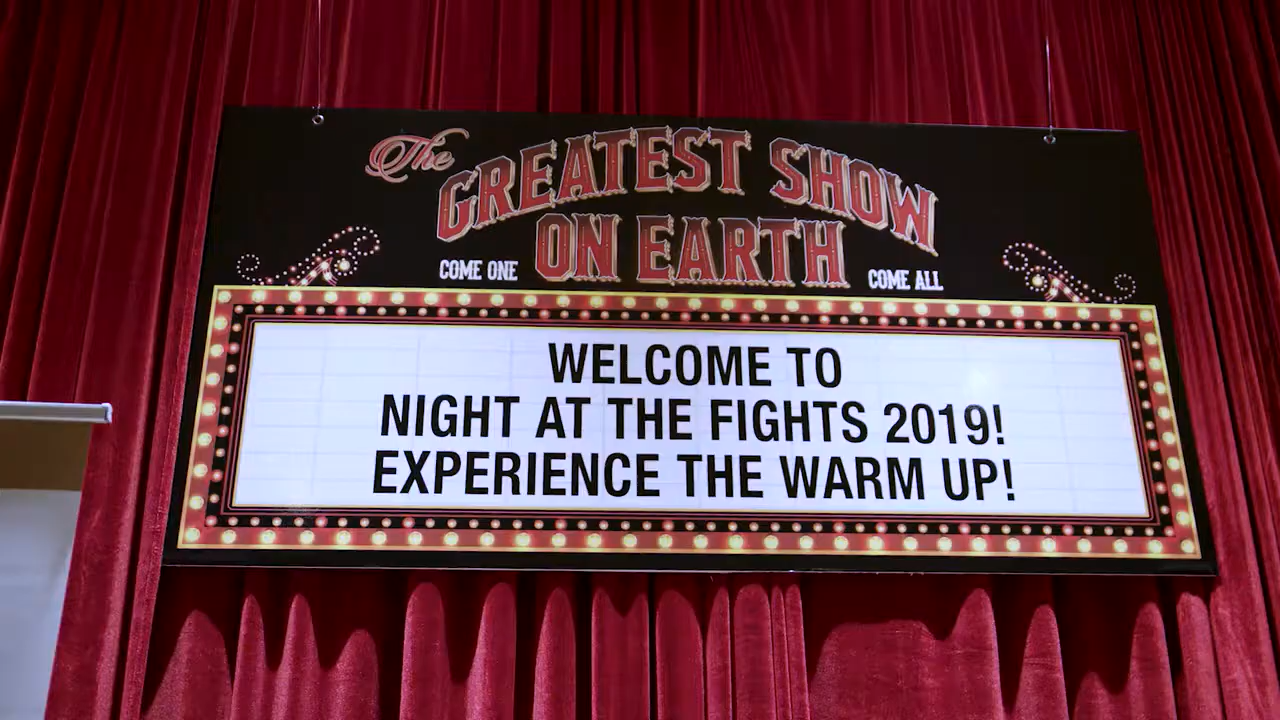 The GREATEST SHOW
ON EARTH
COME ONE
COME ALL
WELCOME TO
NIGHT AT THE FIGHTS 2019!
EXPERIENCE THE WARM UP!